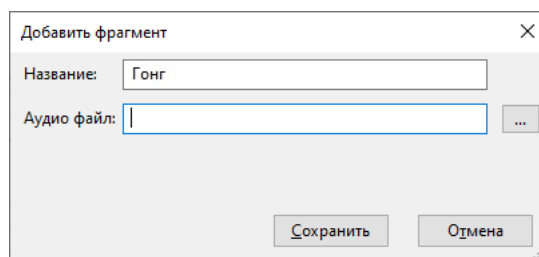 Добавить фрагмент
Название: Гонг
Аудио файл: ...
Сохранить Отмена